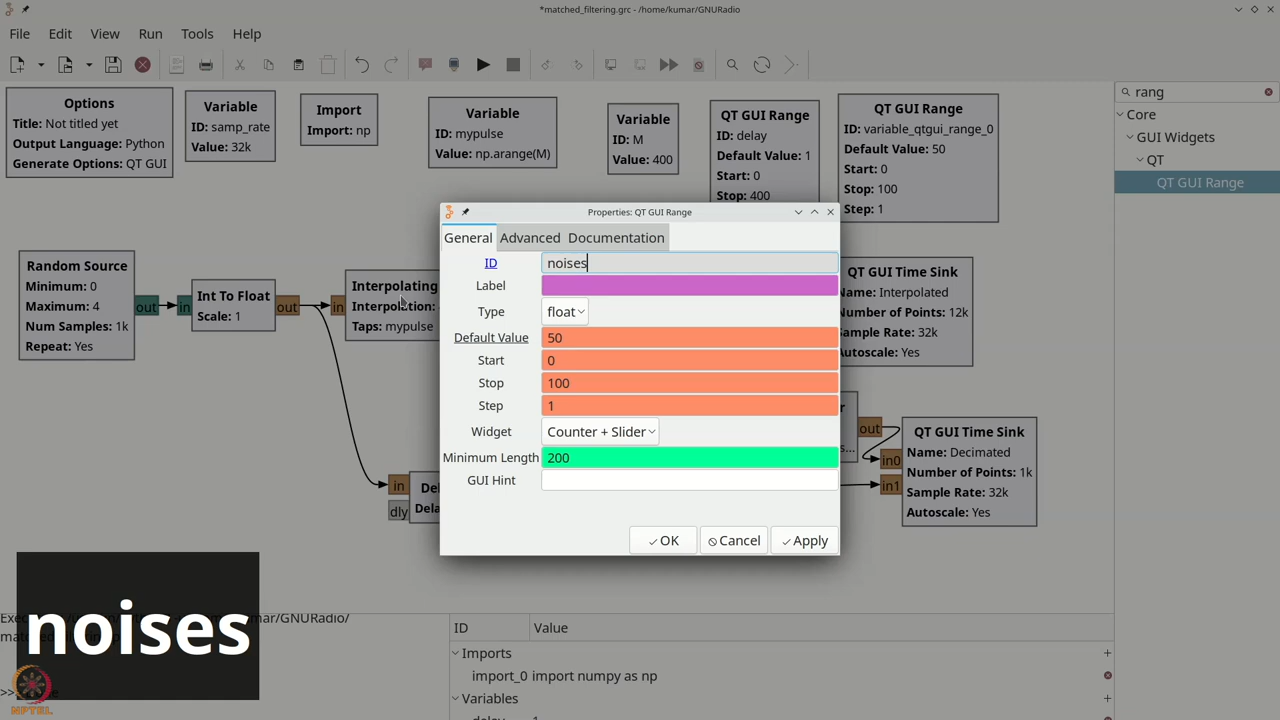 *matched_filtering.grc - /home/kumar/GNURadio
File Edit View Run Tools Help
Options
Title: Not titled yet
Output Language: Python
Generate Options: QT GUI
Variable
ID: samp_rate
Value: 32k
Import
Import: np
Variable
ID: mypulse
Value: np.arange(M)
Variable
ID: M
Value: 400
QT GUI Range
ID: delay
Default Value: 1
Start: 0
Stop: 400
QT GUI Range
ID: variable_qtgui_range_0
Default Value: 50
Start: 0
Stop: 100
Step: 1
rang
Core
GUI Widgets
QT
QT GUI Range
Random Source
Minimum: 0
Maximum: 4
Num Samples: 1k
Repeat: Yes
out
in
Int To Float
Scale: 1
out
in
Interpolating
Interpolation:
Taps: mypulse
in
dly
Properties: QT GUI Range
General Advanced Documentation
ID noises
Label
Type float
Default Value 50
Start 0
Stop 100
Step 1
Widget Counter + Slider
Minimum Length 200
GUI Hint
OK Cancel Apply
QT GUI Time Sink
Name: Interpolated
Number of Points: 12k
Sample Rate: 32k
Autoscale: Yes
out
in0
in1
QT GUI Time Sink
Name: Decimated
Number of Points: 1k
Sample Rate: 32k
Autoscale: Yes
noises
NPTEL
ID Value
Imports
import_0 import numpy as np
Variables